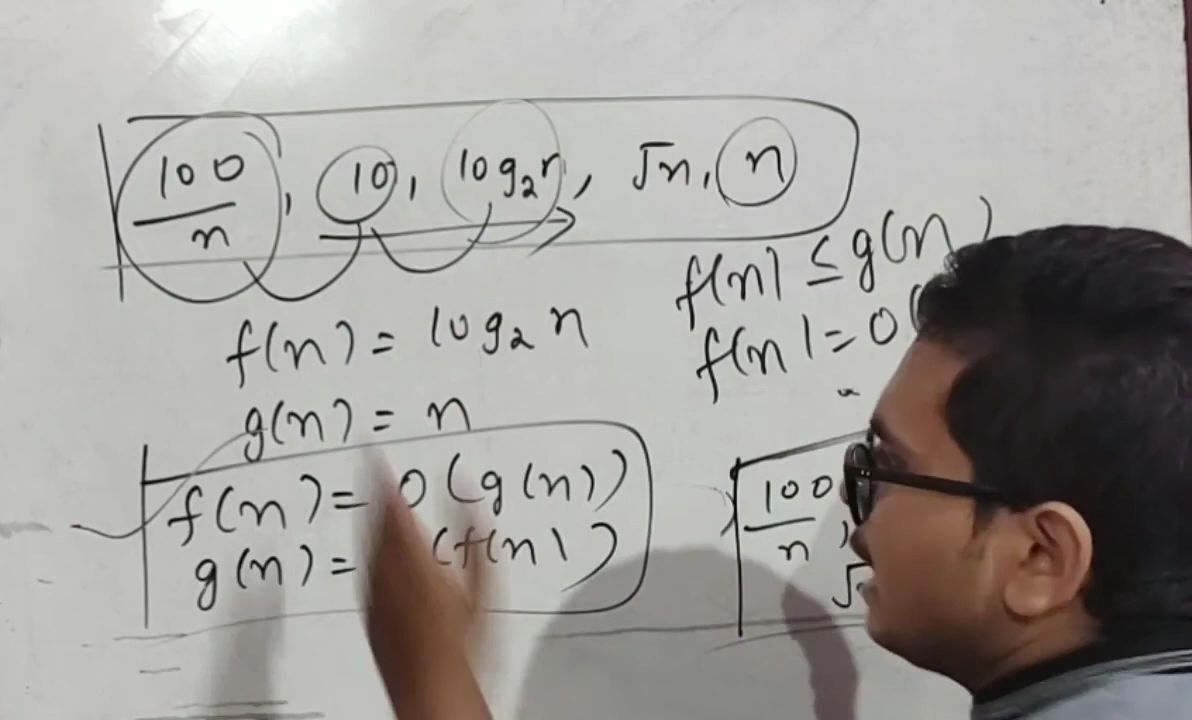 100/n, 10, log₂n, √n, n
f(n) ≤ g(n)
f(n) = O(
f(n) = log₂ n
g(n) = n
f(n) = O(g(n))
g(n) = (f(n))
100/n,